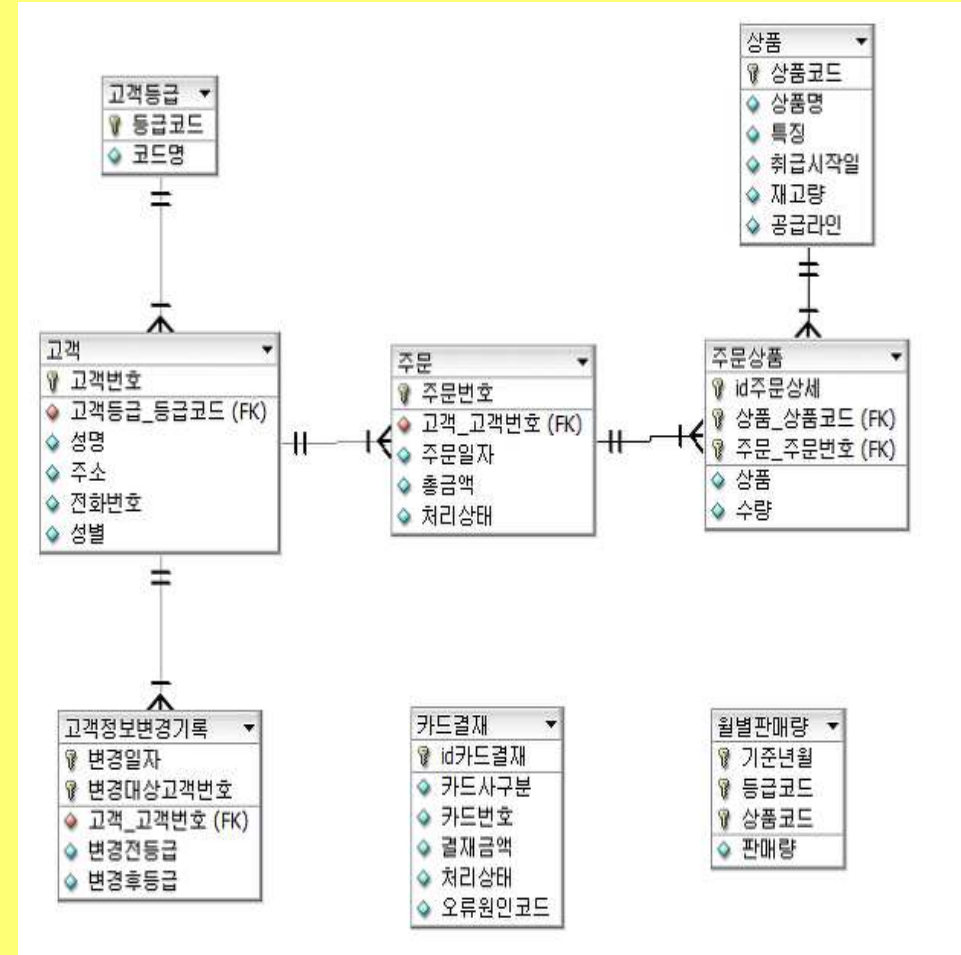 고객등급
등급코드
코드명
상품
상품코드
상품명
특징
취급시작일
재고량
공급라인
고객
고객번호
고객등급_등급코드 (FK)
성명
주소
전화번호
성별
주문
주문번호
고객_고객번호 (FK)
주문일자
총금액
처리상태
주문상품
id주문상세
상품_상품코드 (FK)
주문_주문번호 (FK)
상품
수량
고객정보변경기록
변경일자
변경대상고객번호
고객_고객번호 (FK)
변경전등급
변경후등급
카드결재
id카드결재
카드사구분
카드번호
결재금액
처리상태
오류원인코드
월별판매량
기준년월
등급코드
상품코드
판매량